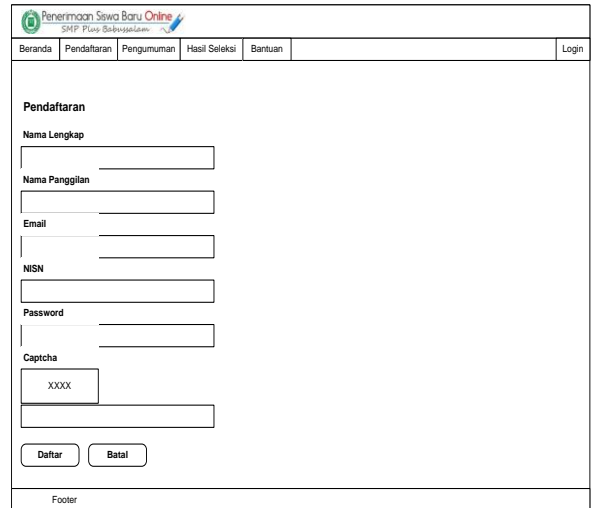 Penerimaan Siswa Baru Online
SMP Plus Babussalam
Beranda Pendaftaran Pengumuman Hasil Seleksi Bantuan Login
Pendaftaran
Nama Lengkap
Nama Panggilan
Email
NISN
Password
Captcha
XXXX
Daftar Batal
Footer